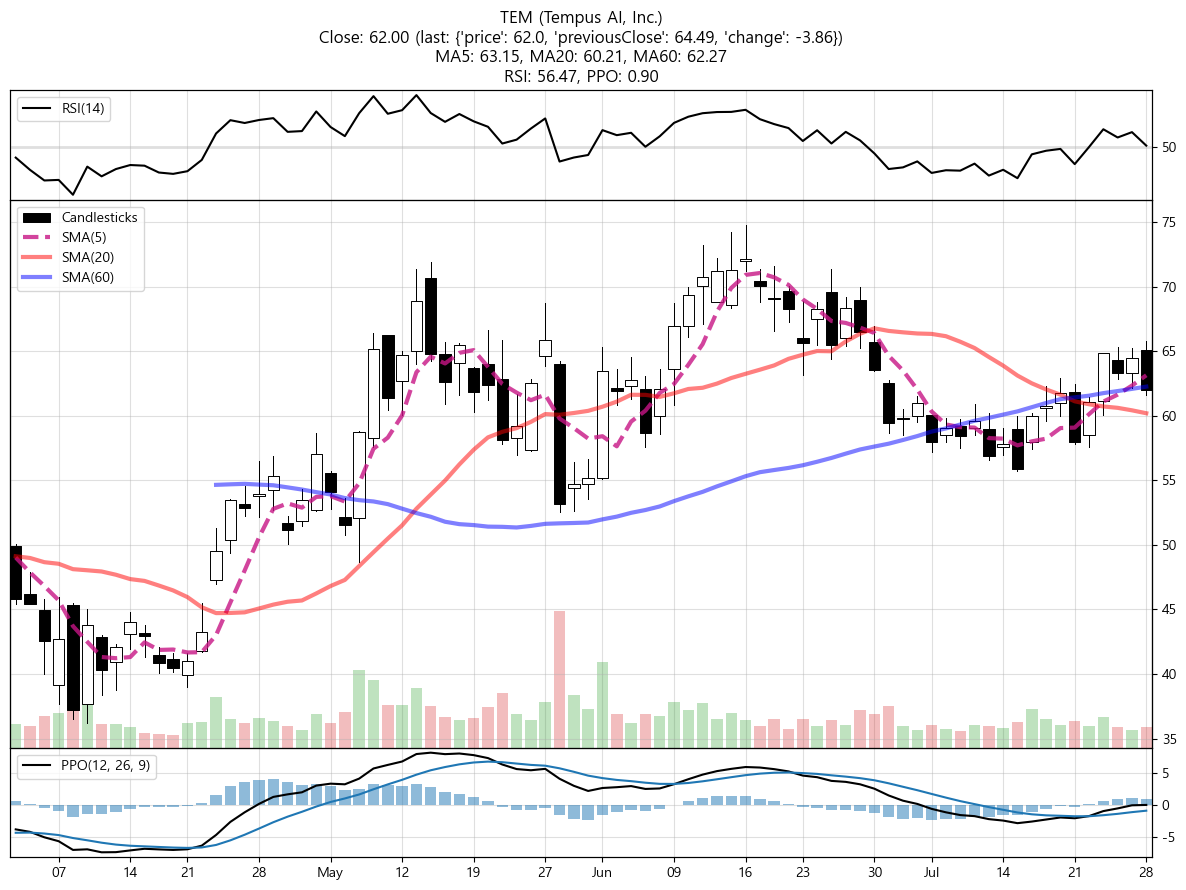 TEM (Tempus AI, Inc.)
Close: 62.00 (last: {'price': 62.0, 'previousClose': 64.49, 'change': -3.86})
MA5: 63.15, MA20: 60.21, MA60: 62.27
RSI: 56.47, PPO: 0.90
RSI(14)
50
Candlesticks
SMA(5)
SMA(20)
SMA(60)
75
70
65
60
55
50
45
40
35
PPO(12, 26, 9)
5
0
-5
07 14 21 28 May 12 19 27 Jun 09 16 23 30 Jul 14 21 28